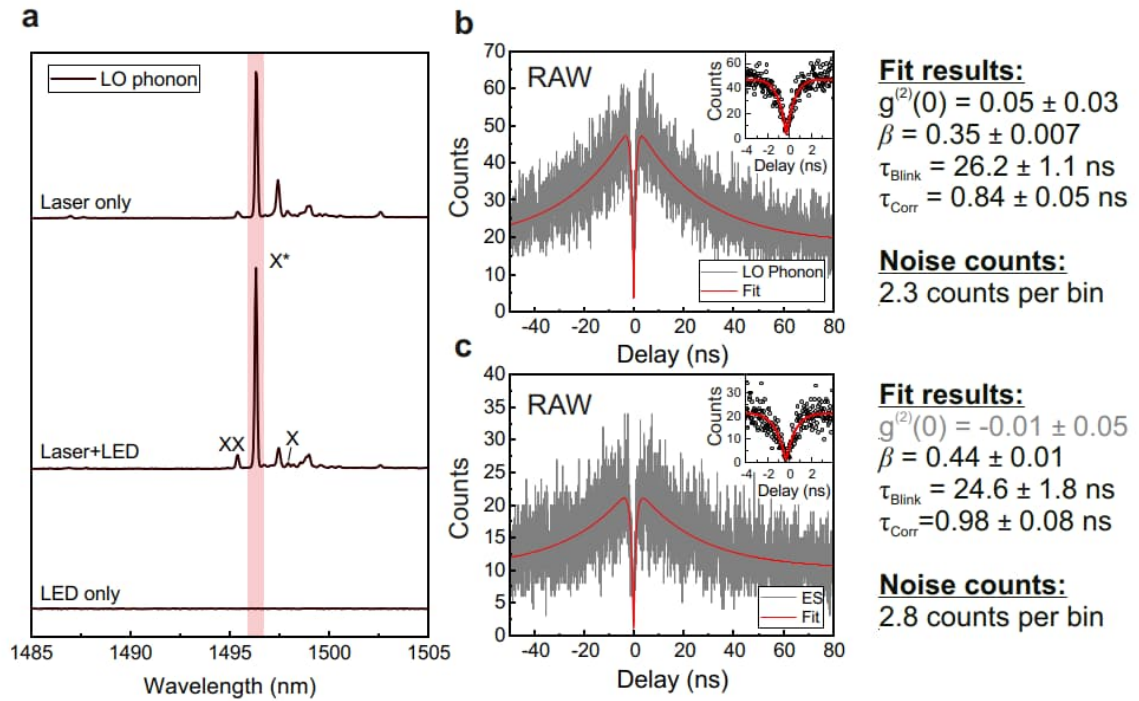 a
LO phonon
Laser only
X*
XX
X
Laser+LED
LED only
1485 1490 1495 1500 1505
Wavelength (nm)
b
70
60
50
40
30
20
10
0
Counts
RAW
60
40
20
0
Counts
-4 -2 0 2
Delay (ns)
LO Phonon
Fit
-40 -20 0 20 40 60 80
Delay (ns)
Fit results:
g⁽²⁾(0) = 0.05 ± 0.03
β = 0.35 ± 0.007
τBlink = 26.2 ± 1.1 ns
τCorr = 0.84 ± 0.05 ns
Noise counts:
2.3 counts per bin
c
40
35
30
25
20
15
10
5
0
Counts
RAW
30
20
10
0
Counts
-4 -2 0 2
Delay (ns)
ES
Fit
-40 -20 0 20 40 60 80
Delay (ns)
Fit results:
g⁽²⁾(0) = -0.01 ± 0.05
β = 0.44 ± 0.01
τBlink = 24.6 ± 1.8 ns
τCorr=0.98 ± 0.08 ns
Noise counts:
2.8 counts per bin